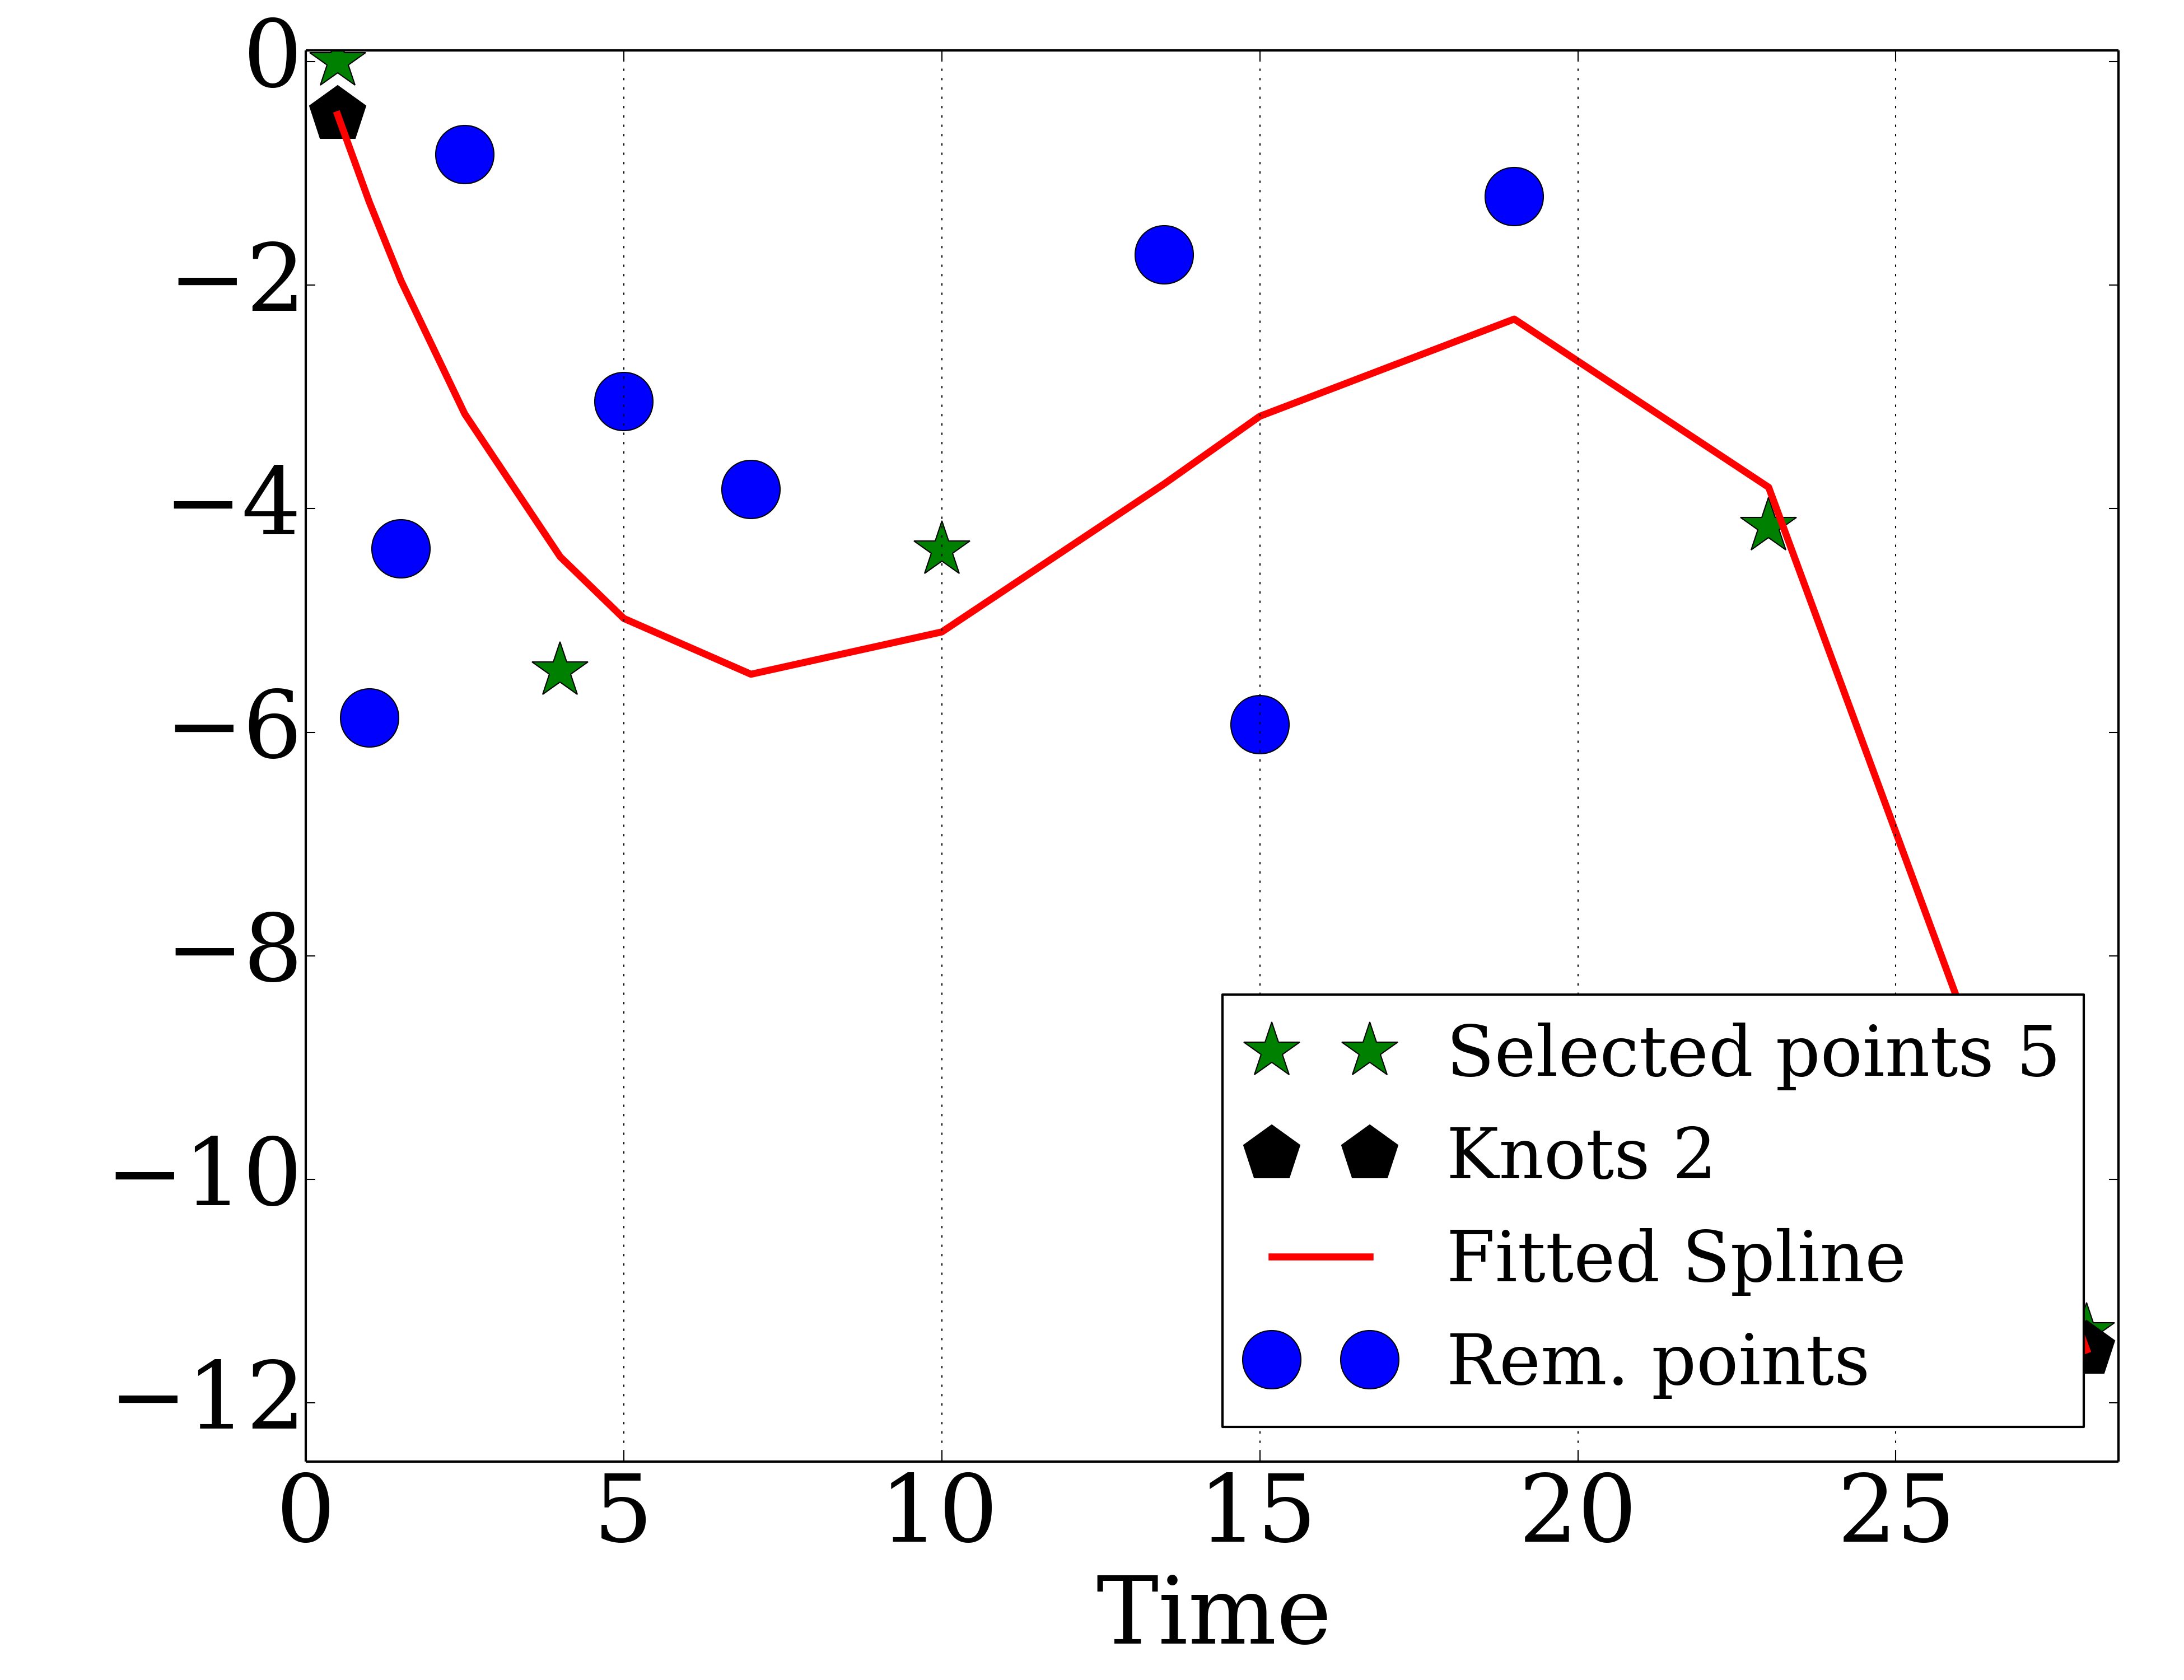 0
−2
−4
−6
−8
−10
−12
Selected points 5
Knots 2
Fitted Spline
Rem. points
0 5 10 15 20 25
Time